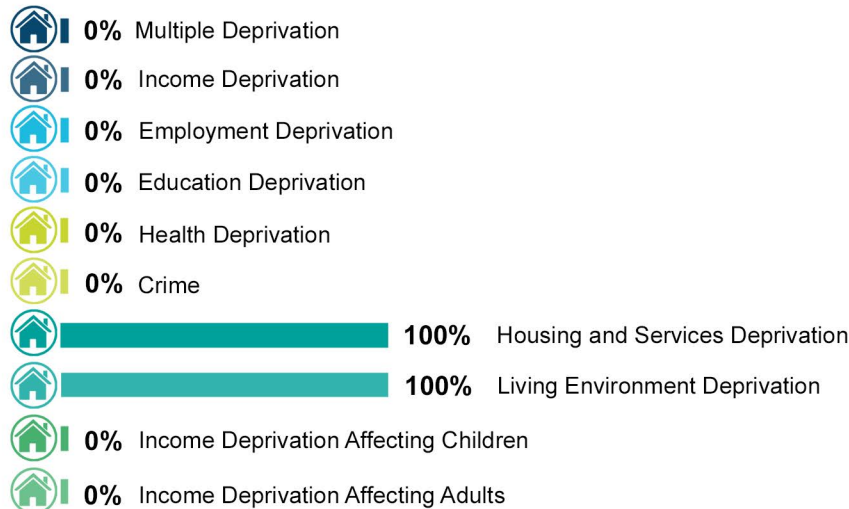 0% Multiple Deprivation
0% Income Deprivation
0% Employment Deprivation
0% Education Deprivation
0% Health Deprivation
0% Crime
100% Housing and Services Deprivation
100% Living Environment Deprivation
0% Income Deprivation Affecting Children
0% Income Deprivation Affecting Adults